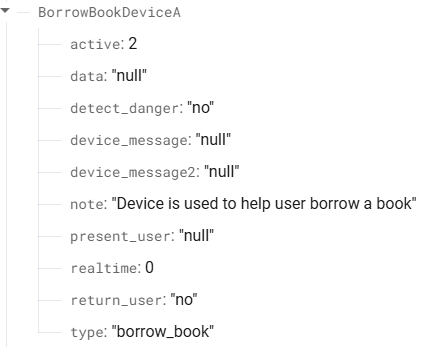 BorrowBookDeviceA
active: 2
data: "null"
detect_danger: "no"
device_message: "null"
device_message2: "null"
note: "Device is used to help user borrow a book"
present_user: "null"
realtime: 0
return_user: "no"
type: "borrow_book"